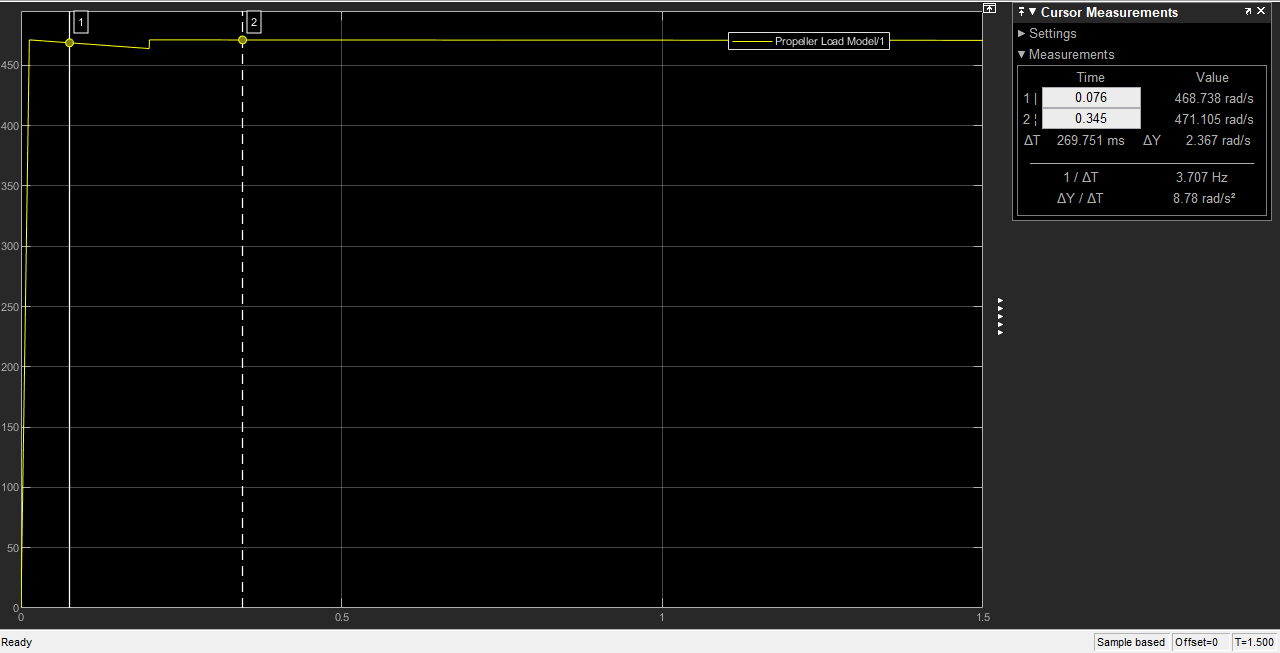 1
2
Propeller Load Model/1
450
400
350
300
250
200
150
100
50
0
0
0.5
1
1.5
Cursor Measurements
Settings
Measurements
Time Value
1 | 0.076 468.738 rad/s
2 ¦ 0.345 471.105 rad/s
ΔT 269.751 ms ΔY 2.367 rad/s
1 / ΔT 3.707 Hz
ΔY / ΔT 8.78 rad/s²
Ready
Sample based Offset=0 T=1.500